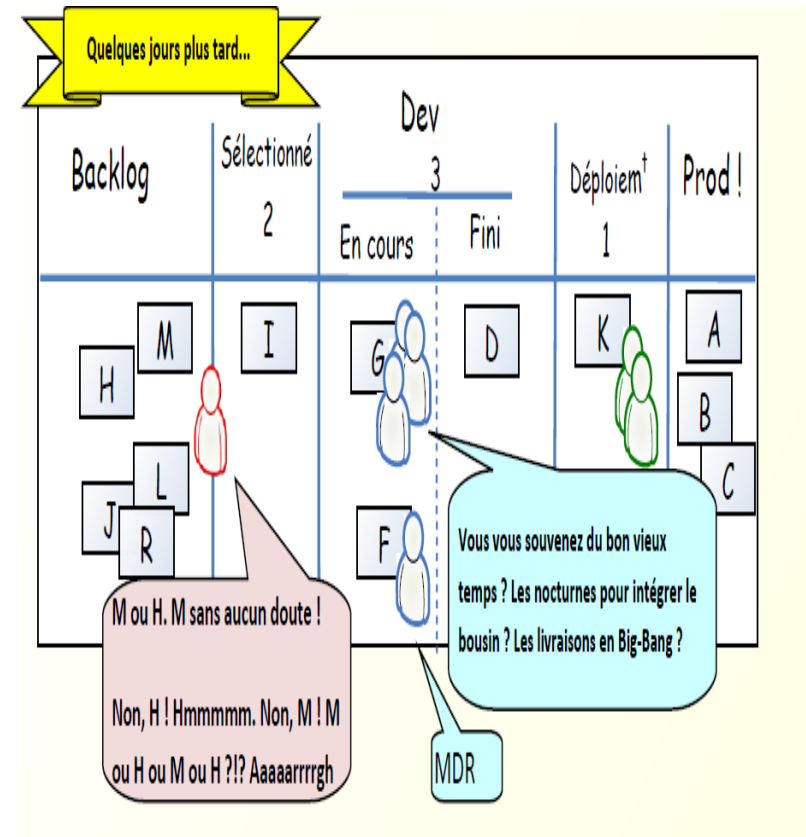 Quelques jours plus tard...
Backlog
Sélectionné
2
Dev
3
En cours
Fini
Déploiemt
1
Prod !
M
H
L
J
R
I
G
F
D
K
A
B
C
M ou H. M sans aucun doute !
Non, H ! Hmmmmm. Non, M ! M
ou H ou M ou H ?!? Aaaaarrrrgh
Vous vous souvenez du bon vieux
temps ? Les nocturnes pour intégrer le
bousin ? Les livraisons en Big-Bang ?
MDR